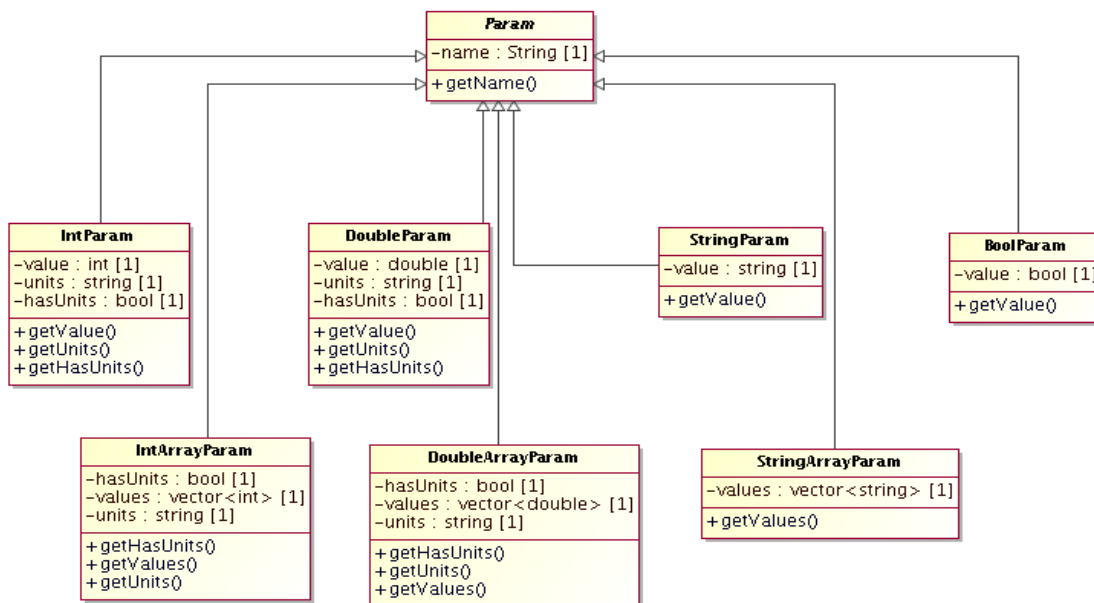 Param
-name : String [1]
+getName()
IntParam
-value : int [1]
-units : string [1]
-hasUnits : bool [1]
+getValue()
+getUnits()
+getHasUnits()
DoubleParam
-value : double [1]
-units : string [1]
-hasUnits : bool [1]
+getValue()
+getUnits()
+getHasUnits()
StringParam
-value : string [1]
+getValue()
BoolParam
-value : bool [1]
+getValue()
IntArrayParam
-hasUnits : bool [1]
-values : vector<int> [1]
-units : string [1]
+getHasUnits()
+getValues()
+getUnits()
DoubleArrayParam
-hasUnits : bool [1]
-values : vector<double> [1]
-units : string [1]
+getHasUnits()
+getUnits()
+getValues()
StringArrayParam
-values : vector<string> [1]
+getValues()